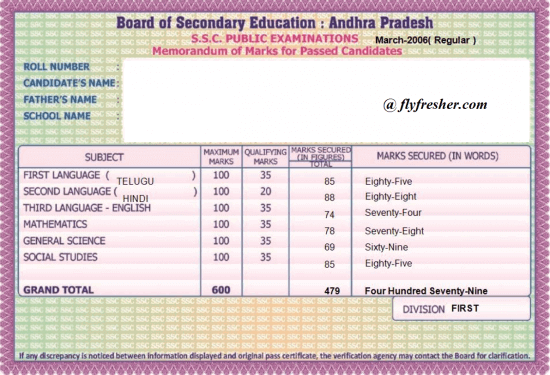 Board of Secondary Education : Andhra Pradesh
S.S.C. PUBLIC EXAMINATIONS March-2006( Regular )
Memorandum of Marks for Passed Candidates
ROLL NUMBER :
CANDIDATE'S NAME:
FATHER'S NAME :
SCHOOL NAME :
@ flyfresher.com
SUBJECT MAXIMUM MARKS QUALIFYING MARKS MARKS SECURED (IN FIGURES) TOTAL MARKS SECURED (IN WORDS)
FIRST LANGUAGE ( TELUGU ) 100 35 85 Eighty-Five
SECOND LANGUAGE ( HINDI ) 100 20 88 Eighty-Eight
THIRD LANGUAGE - ENGLISH 100 35 74 Seventy-Four
MATHEMATICS 100 35 78 Seventy-Eight
GENERAL SCIENCE 100 35 69 Sixty-Nine
SOCIAL STUDIES 100 35 85 Eighty-Five
GRAND TOTAL 600 479 Four Hundred Seventy-Nine
DIVISION FIRST
If any discrepancy is noticed between information displayed and original pass certificate, the verification agency may contact the Board for clarification.